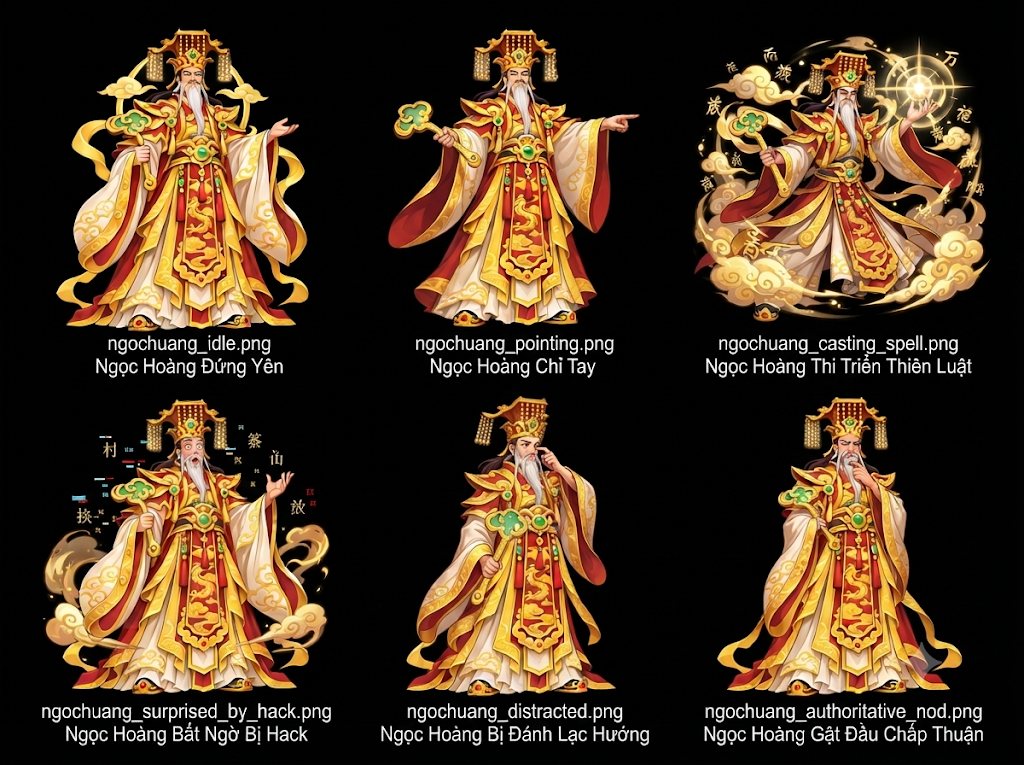 ngochuang_idle.png
Ngọc Hoàng Đứng Yên
ngochuang_pointing.png
Ngọc Hoàng Chỉ Tay
万
ngochuang_casting_spell.png
Ngọc Hoàng Thi Triển Thiên Luật
村
ngochuang_surprised_by_hack.png
Ngọc Hoàng Bất Ngờ Bị Hack
ngochuang_distracted.png
Ngọc Hoàng Bị Đánh Lạc Hướng
ngochuang_authoritative_nod.png
Ngọc Hoàng Gật Đầu Chấp Thuận